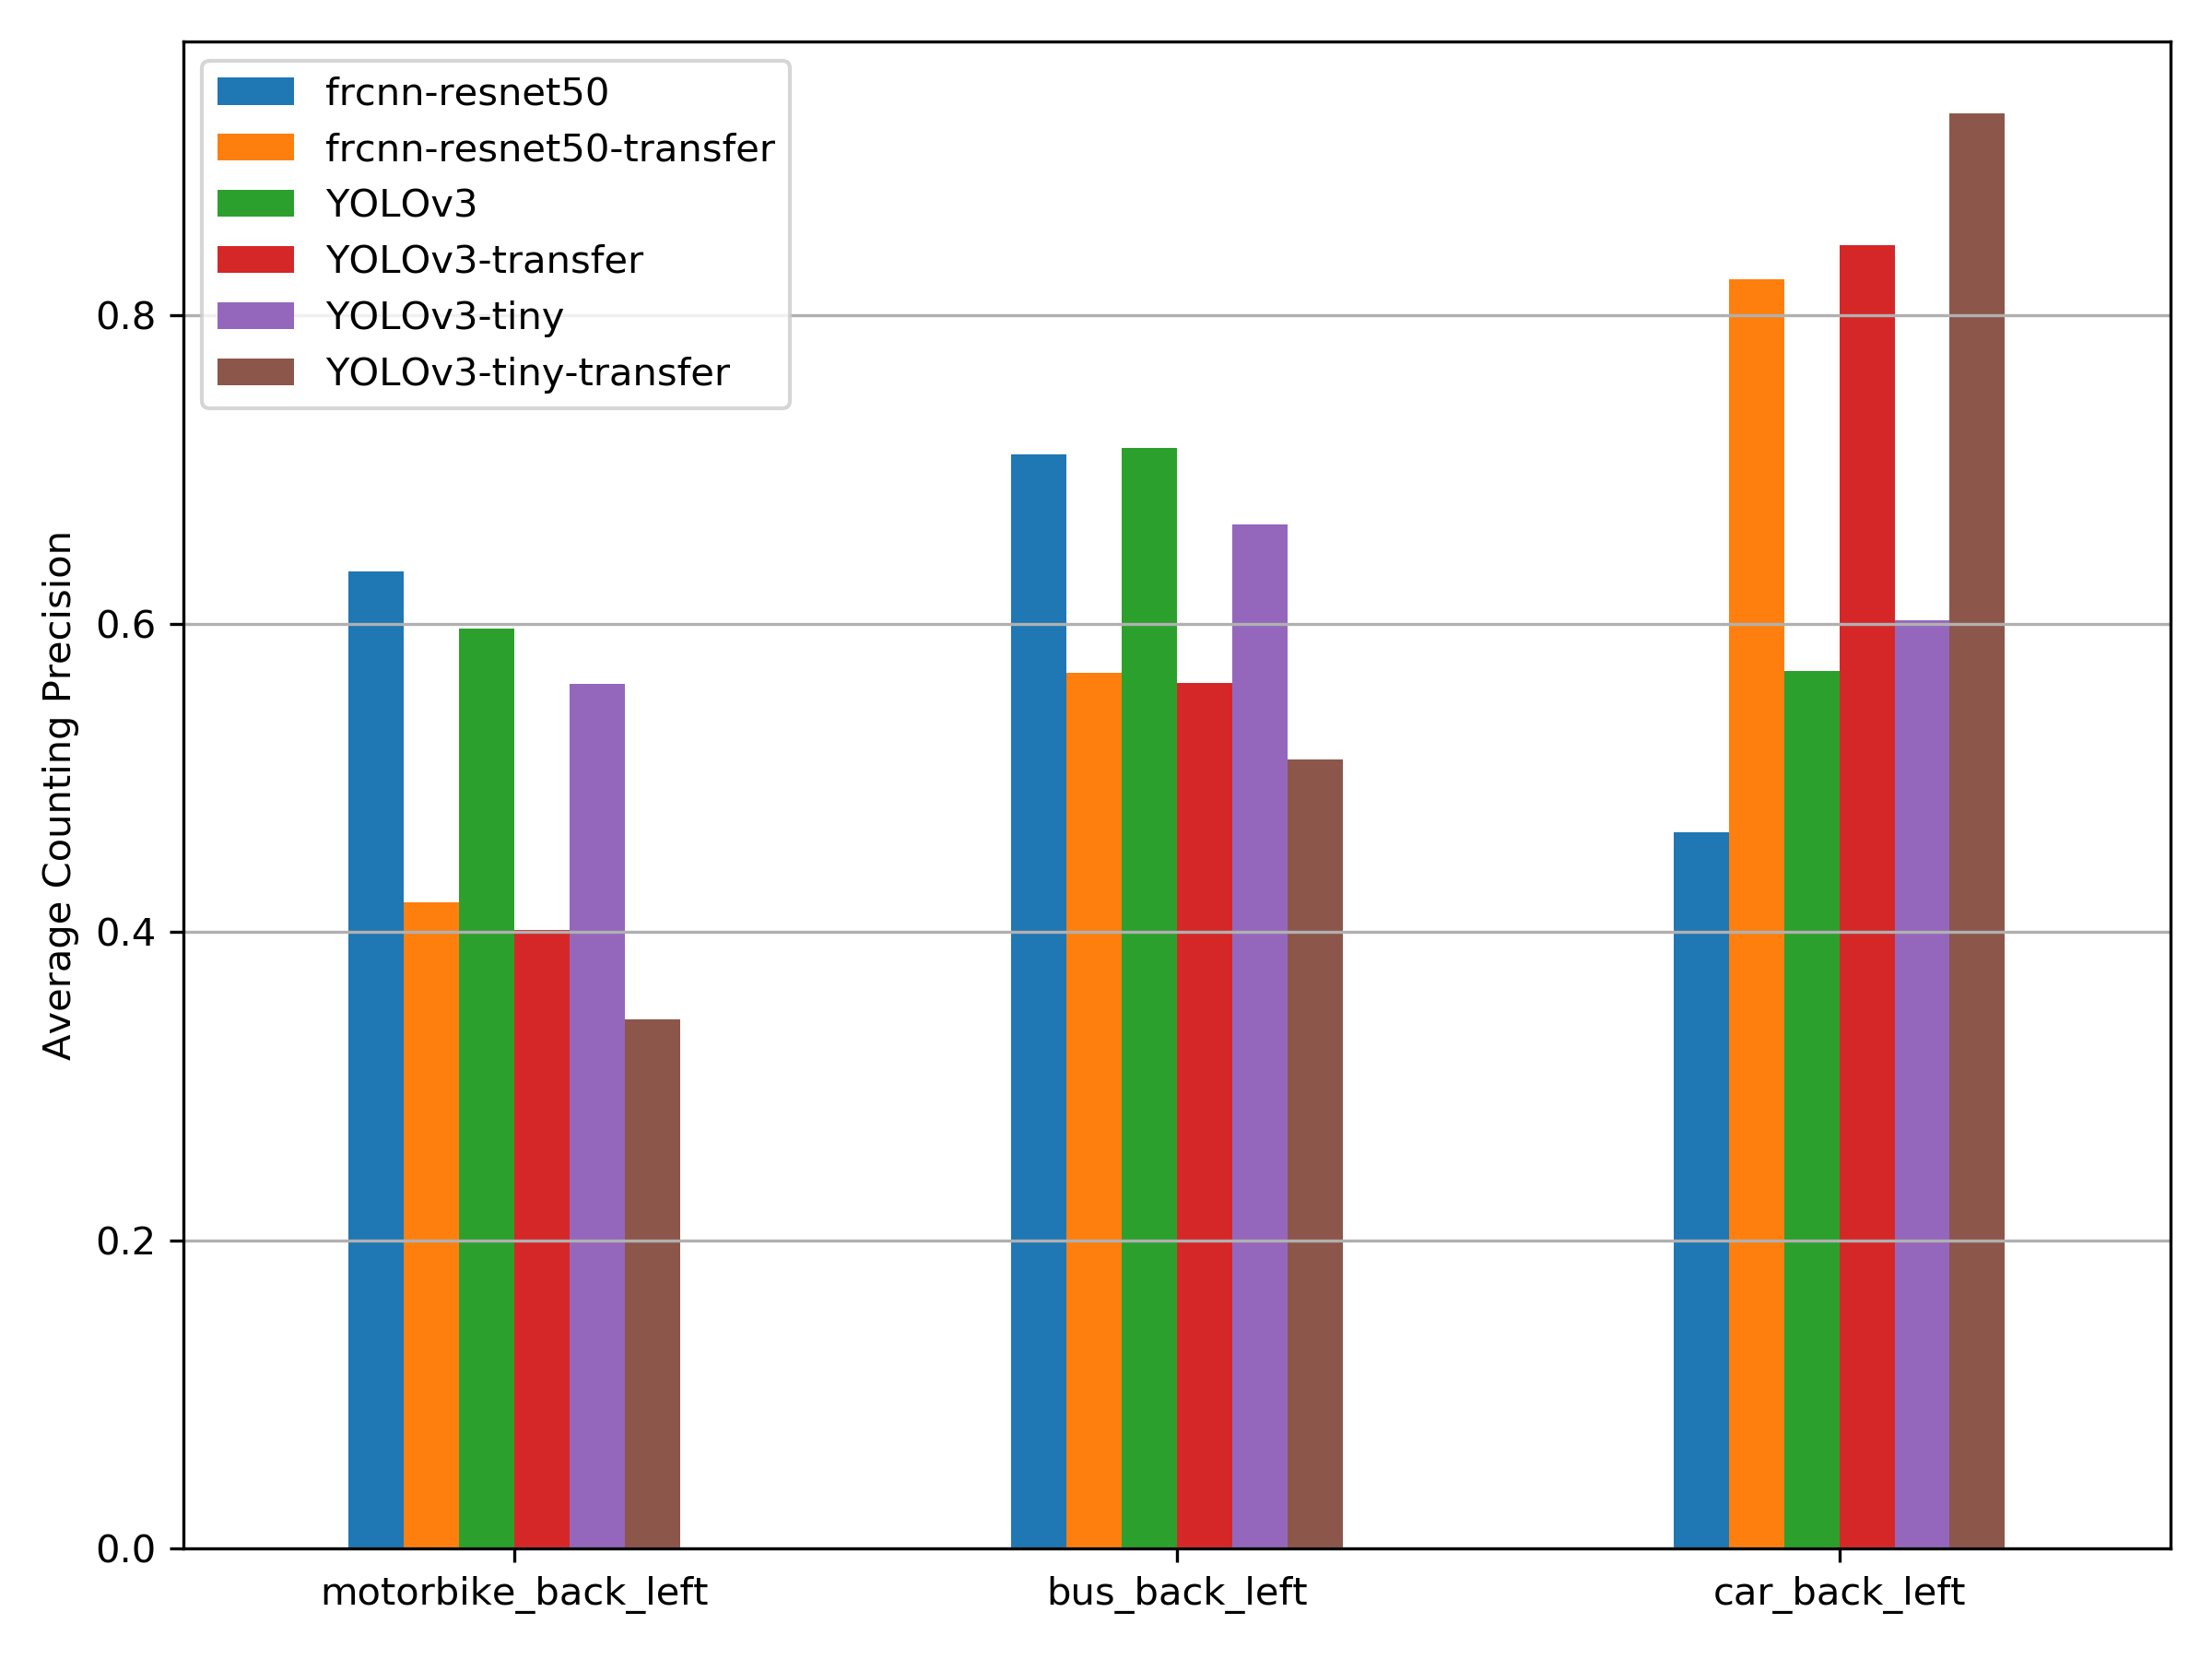 frcnn-resnet50
frcnn-resnet50-transfer
YOLOv3
YOLOv3-transfer
YOLOv3-tiny
YOLOv3-tiny-transfer
Average Counting Precision
0.8
0.6
0.4
0.2
0.0
motorbike_back_left
bus_back_left
car_back_left